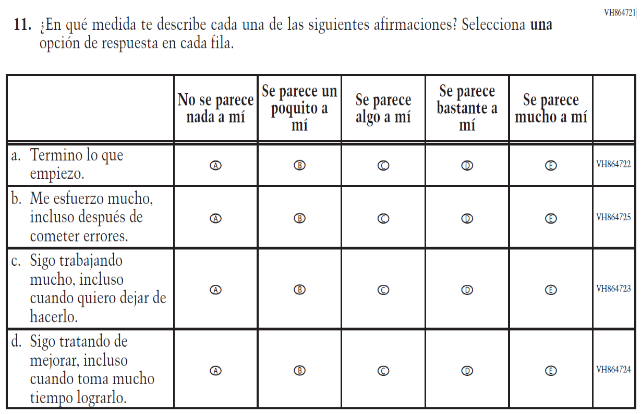 VH864721
11. ¿En qué medida te describe cada una de las siguientes afirmaciones? Selecciona una
opción de respuesta en cada fila.
No se parece
nada a mí
Se parece un
poquito a
mí
Se parece
algo a mí
Se parece
bastante a
mí
Se parece
mucho a mí
a. Termino lo que
empiezo.
A B C D E VH864722
b. Me esfuerzo mucho,
incluso después de
cometer errores.
A B C D E VH864725
c. Sigo trabajando
mucho, incluso
cuando quiero dejar de
hacerlo.
A B C D E VH864723
d. Sigo tratando de
mejorar, incluso
cuando toma mucho
tiempo lograrlo.
A B C D E VH864724